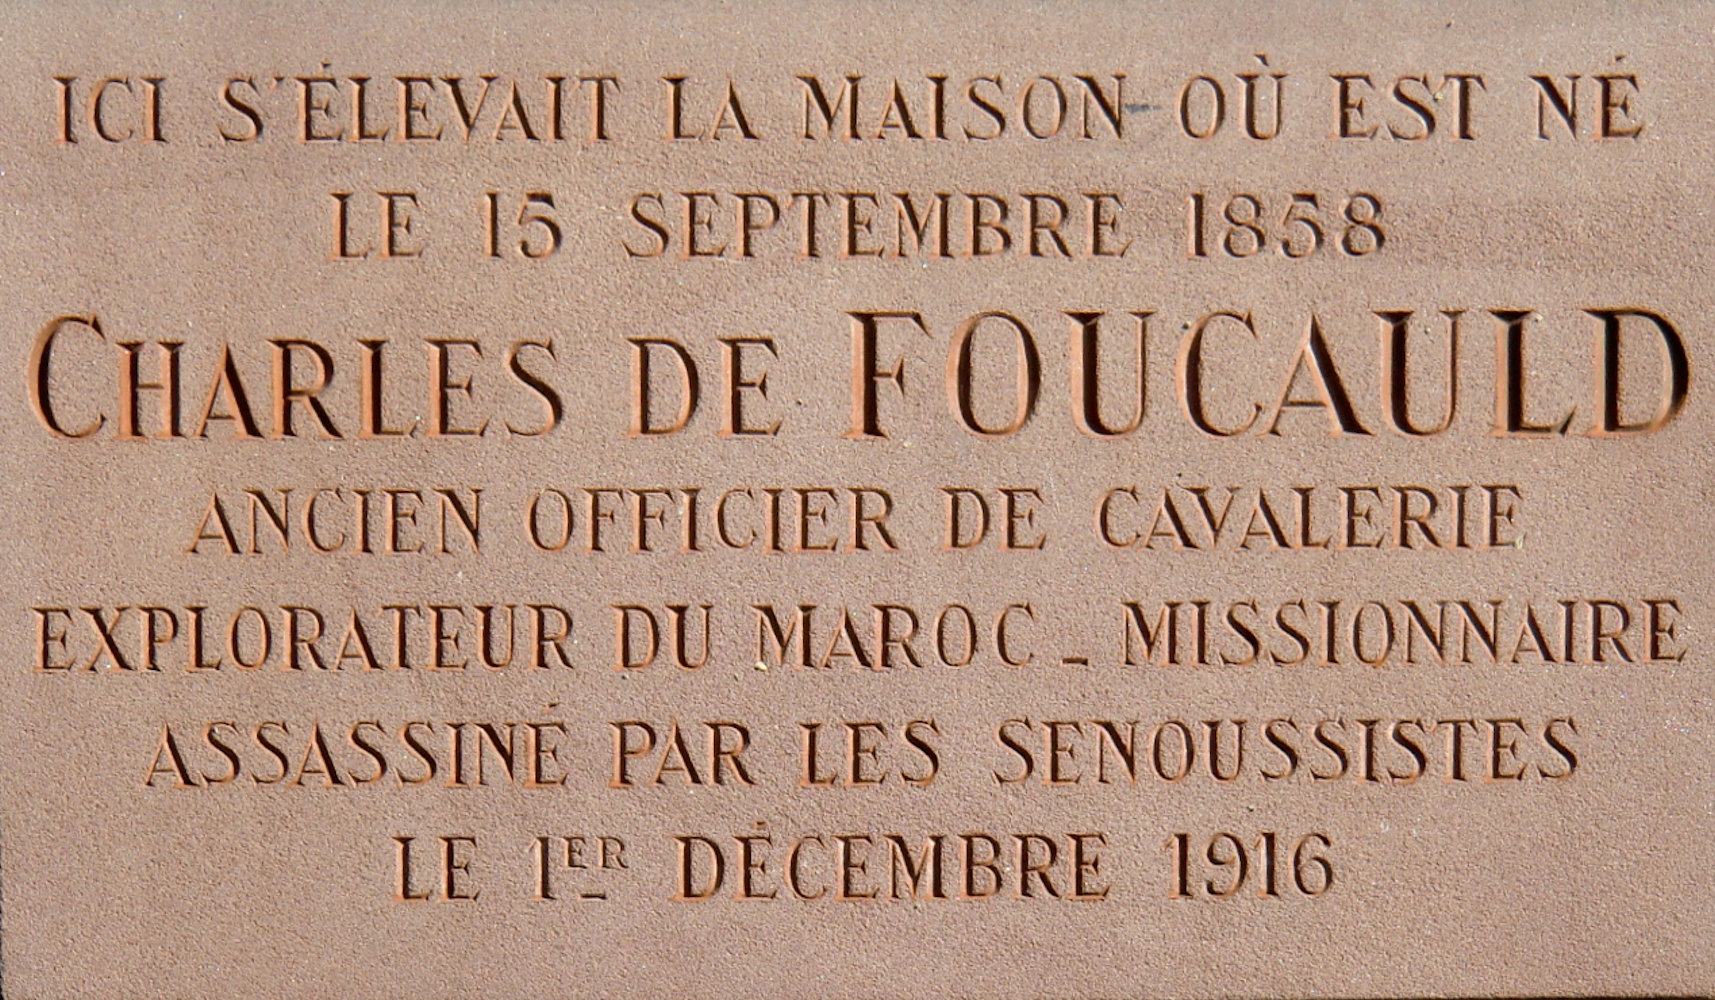 ICI S'ÉLEVAIT LA MAISON OÙ EST NÉ
LE 15 SEPTEMBRE 1858
CHARLES DE FOUCAULD
ANCIEN OFFICIER DE CAVALERIE
EXPLORATEUR DU MAROC _ MISSIONNAIRE
ASSASSINÉ PAR LES SENOUSSISTES
LE 1ER DÉCEMBRE 1916